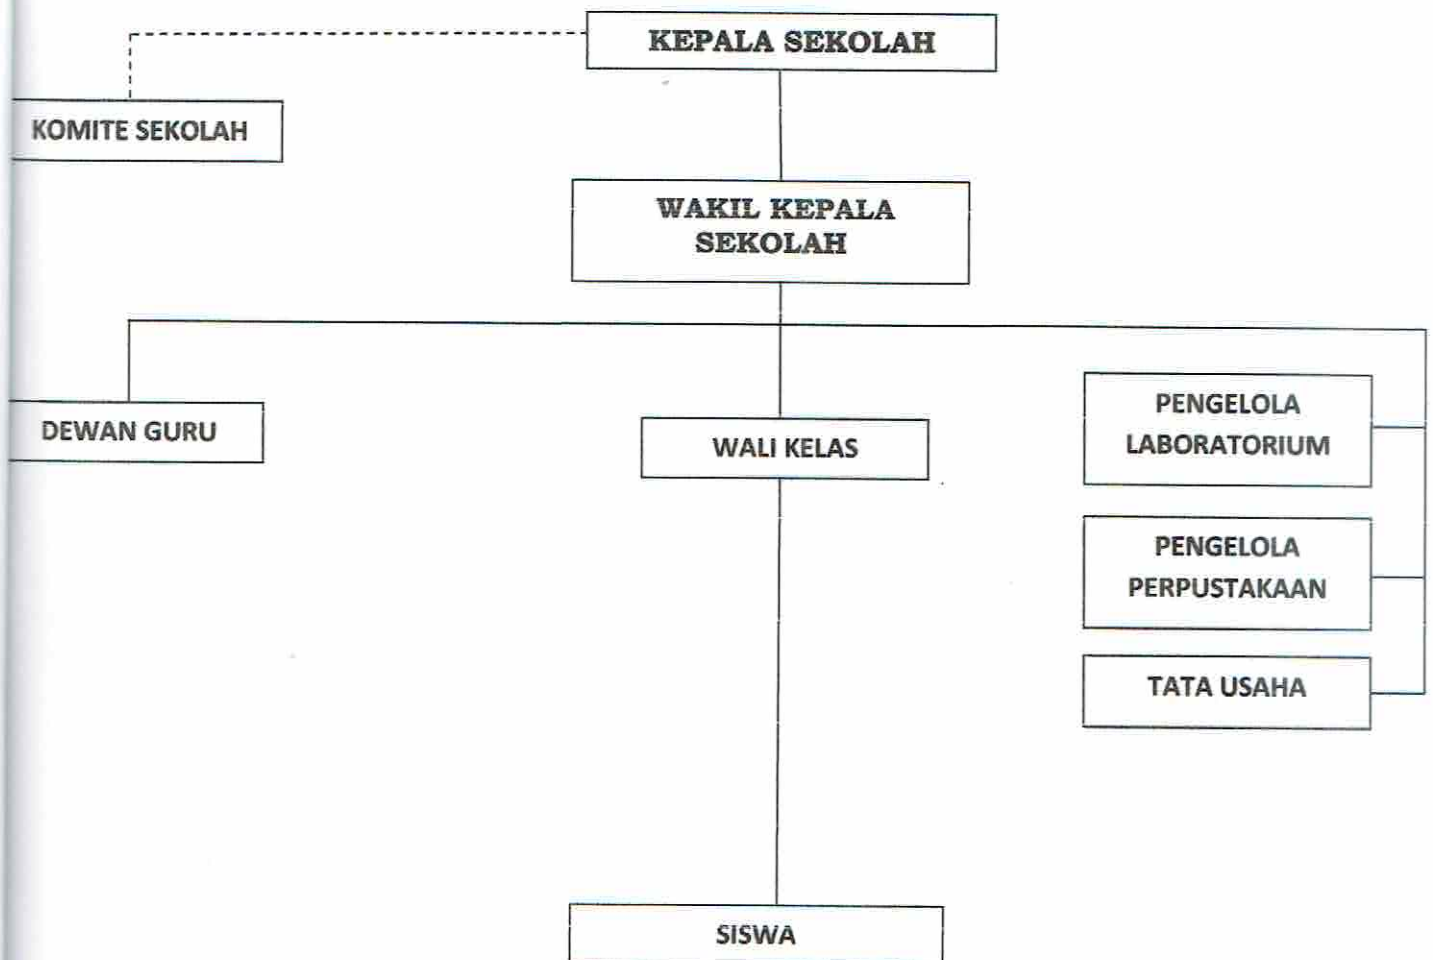 KEPALA SEKOLAH
KOMITE SEKOLAH
WAKIL KEPALA
SEKOLAH
DEWAN GURU
WALI KELAS
PENGELOLA
LABORATORIUM
PENGELOLA
PERPUSTAKAAN
TATA USAHA
SISWA